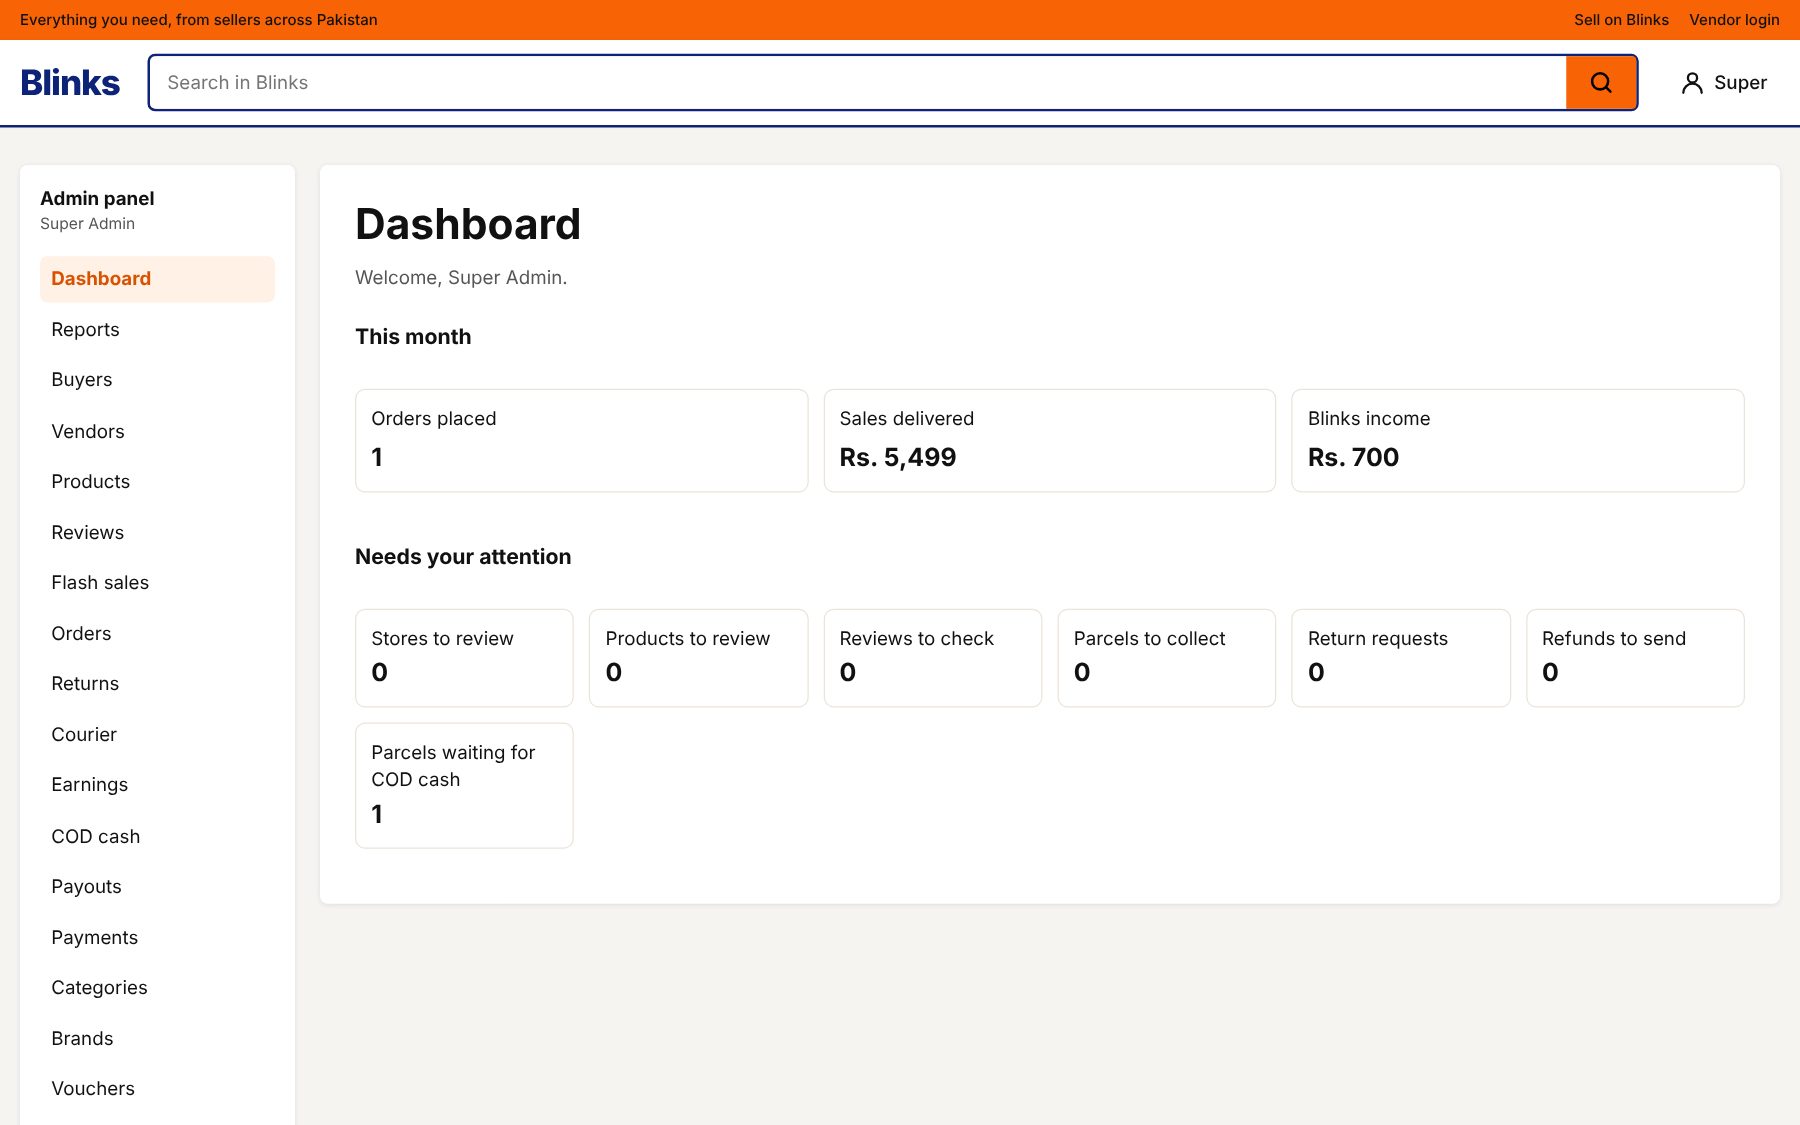 Everything you need, from sellers across Pakistan
Sell on Blinks
Vendor login
Blinks
Search in Blinks
Super
Admin panel
Super Admin
Dashboard
Reports
Buyers
Vendors
Products
Reviews
Flash sales
Orders
Returns
Courier
Earnings
COD cash
Payouts
Payments
Categories
Brands
Vouchers
Dashboard
Welcome, Super Admin.
This month
Orders placed
1
Sales delivered
Rs. 5,499
Blinks income
Rs. 700
Needs your attention
Stores to review
0
Products to review
0
Reviews to check
0
Parcels to collect
0
Return requests
0
Refunds to send
0
Parcels waiting for
COD cash
1